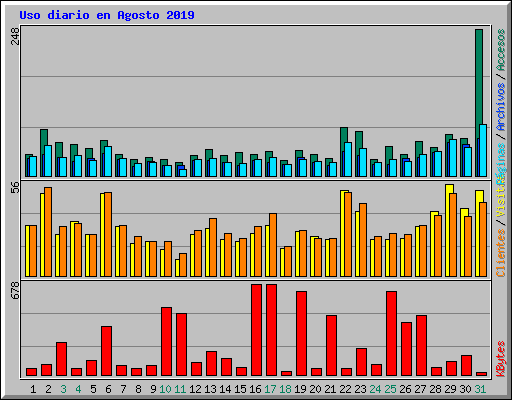 Uso diario en Agosto 2019
248
56
678
Accesos / Archivos / Páginas
Visitas / Clientes
KBytes
1 2 3 4 5 6 7 8 9 10 11 12 13 14 15 16 17 18 19 20 21 22 23 24 25 26 27 28 29 30 31